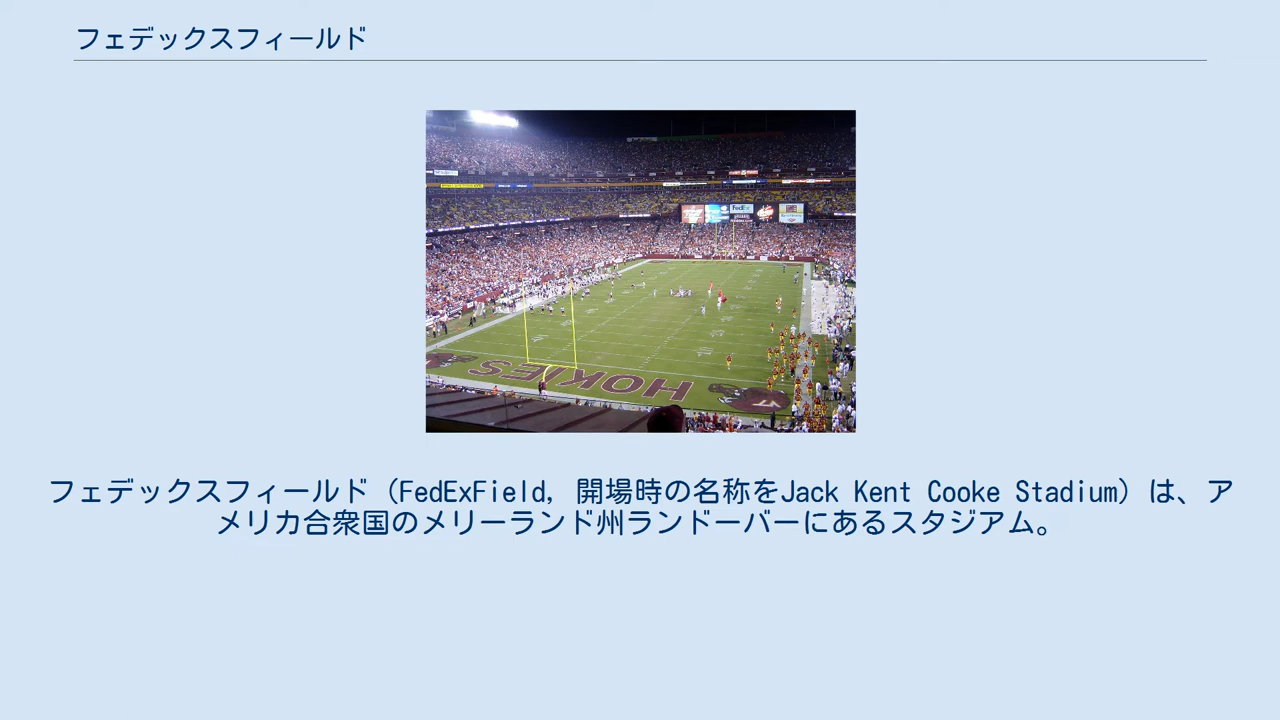 フェデックスフィールド
FedEx
HOKIES
フェデックスフィールド（FedExField, 開場時の名称をJack Kent Cooke Stadium）は、ア
メリカ合衆国のメリーランド州ランドーバーにあるスタジアム。